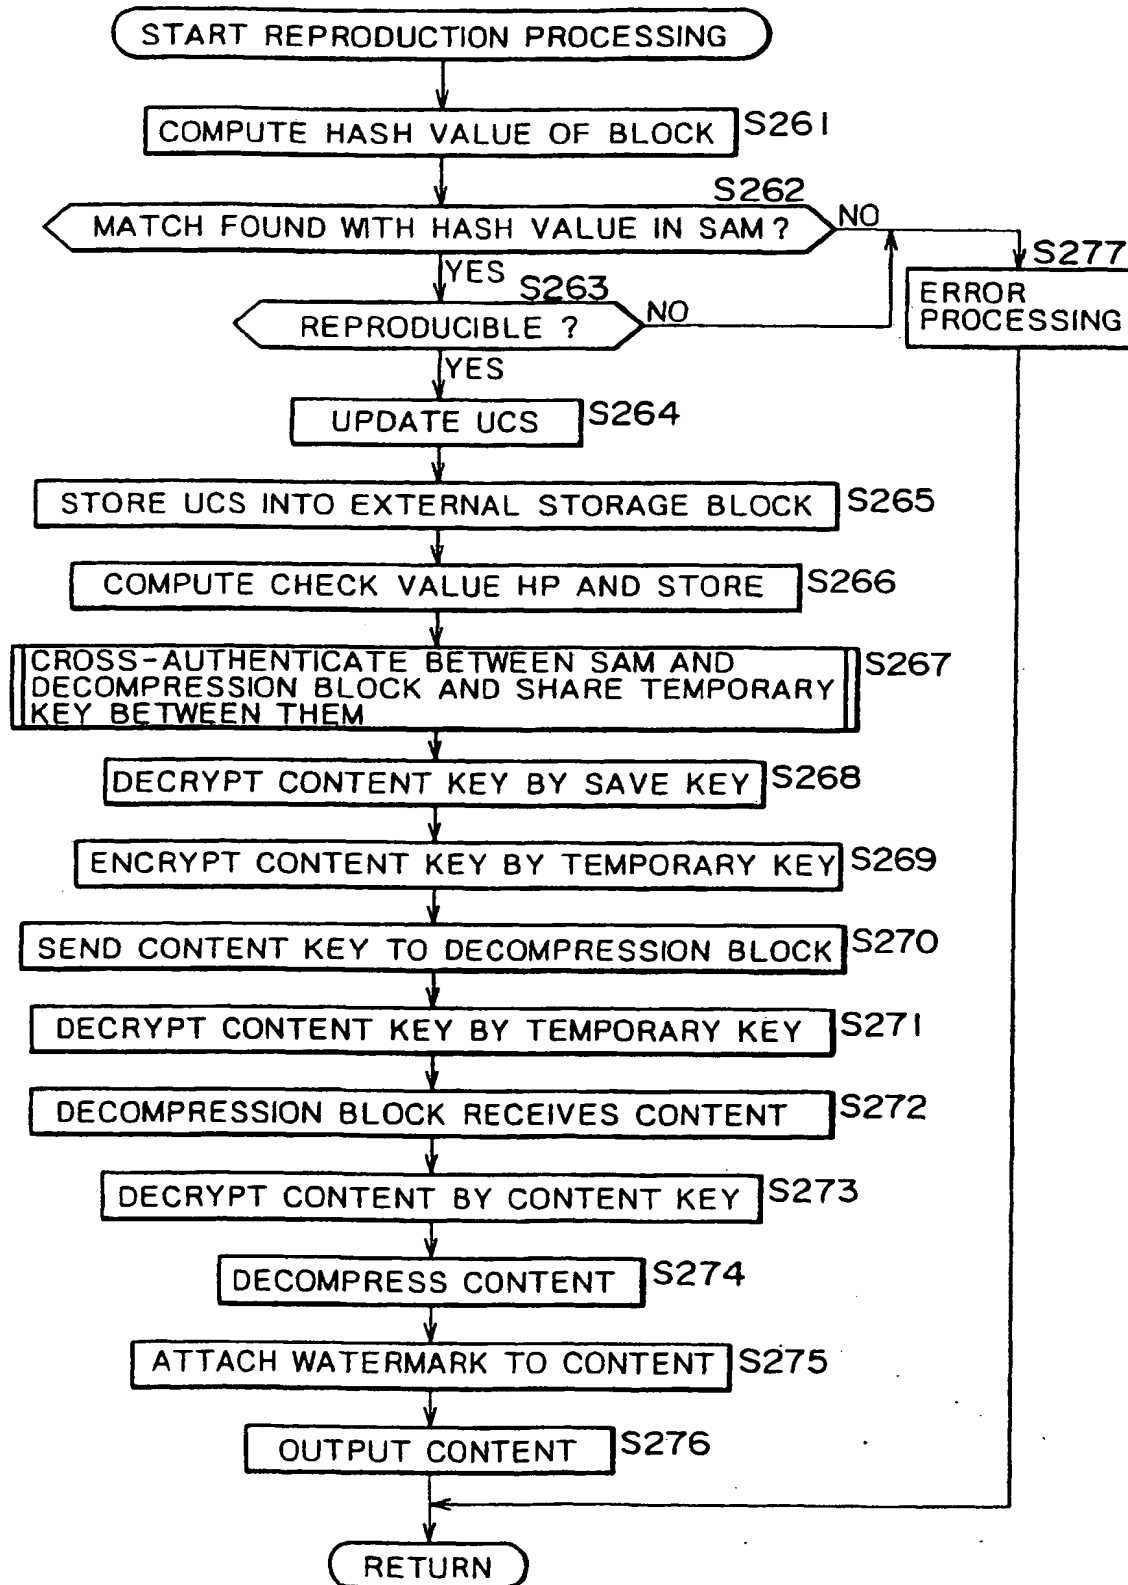 START REPRODUCTION PROCESSING
COMPUTE HASH VALUE OF BLOCK
S261
S262
MATCH FOUND WITH HASH VALUE IN SAM ?
NO
YES
S277
ERROR
PROCESSING
S263
REPRODUCIBLE ?
NO
YES
UPDATE UCS
S264
STORE UCS INTO EXTERNAL STORAGE BLOCK
S265
COMPUTE CHECK VALUE HP AND STORE
S266
CROSS-AUTHENTICATE BETWEEN SAM AND
DECOMPRESSION BLOCK AND SHARE TEMPORARY
KEY BETWEEN THEM
S267
DECRYPT CONTENT KEY BY SAVE KEY
S268
ENCRYPT CONTENT KEY BY TEMPORARY KEY
S269
SEND CONTENT KEY TO DECOMPRESSION BLOCK
S270
DECRYPT CONTENT KEY BY TEMPORARY KEY
S271
DECOMPRESSION BLOCK RECEIVES CONTENT
S272
DECRYPT CONTENT BY CONTENT KEY
S273
DECOMPRESS CONTENT
S274
ATTACH WATERMARK TO CONTENT
S275
OUTPUT CONTENT
S276
RETURN